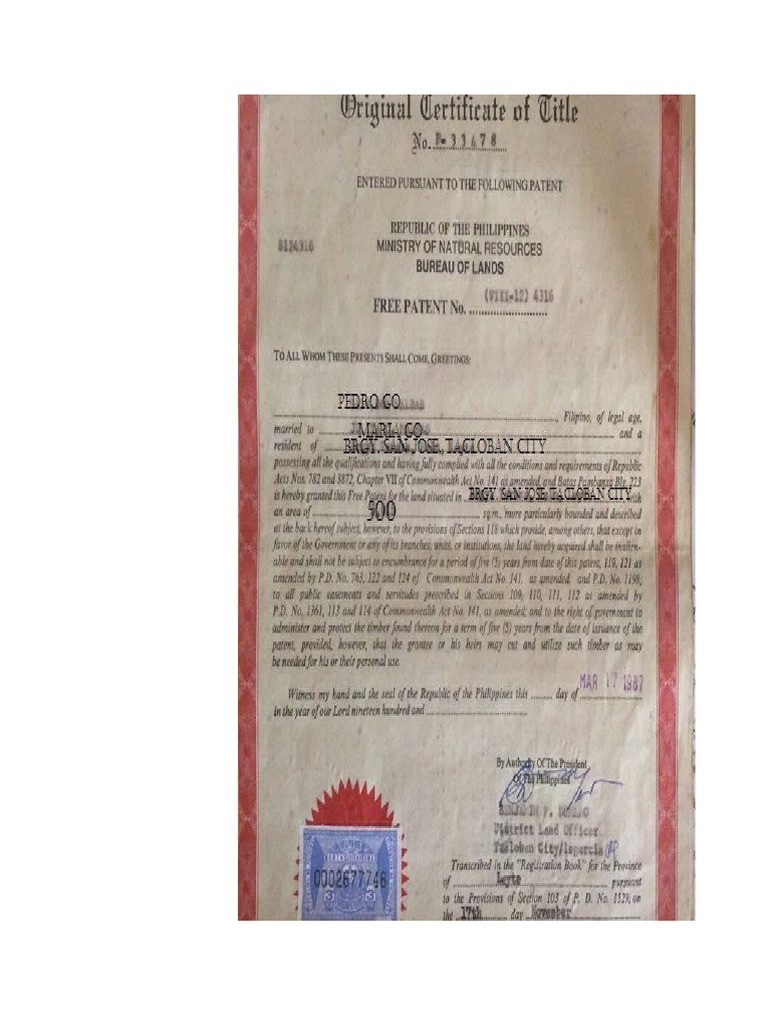 Original Certificate of Title
No. P-33478
ENTERED PURSUANT TO THE FOLLOWING PATENT
REPUBLIC OF THE PHILIPPINES
8124316 MINISTRY OF NATURAL RESOURCES
BUREAU OF LANDS
FREE PATENT No. (VIII-12) 4316
TO ALL WHOM THESE PRESENTS SHALL COME, GREETINGS:
PEDRO GO, Filipino, of legal age,
married to MARIA GO and a
resident of BRGY. SAN JOSE, TACLOBAN CITY
possessing all the qualifications and having fully complied with all the conditions and requirements of Republic
Acts Nos. 782 and 3872, Chapter VII of Commonwealth Act No. 141 as amended, and Batas Pambansa Blg. 223
is hereby granted this Free Patent for the land situated in BRGY. SAN JOSE TACLOBAN CITY with
an area of 500 sq.m., more particularly bounded and described
at the back hereof subject, however, to the provisions of Sections 118 which provide, among others, that except in
favor of the Government or any of its branches, units, or institutions, the land hereby acquired shall be inalien-
able and shall not be subject to encumbrance for a period of five (5) years from date of this patent, 119, 121 as
amended by P.D. No. 763, 122 and 124 of Commonwealth Act No. 141, as amended, and P.D. No. 1198,
to all public easements and servitudes prescribed in Sections 109, 110, 111, 112 as amended by
P.D. No. 1361, 113 and 114 of Commonwealth Act No. 141, as amended; and to the right of government to
administer and protect the timber found thereon for a term of five (5) years from the date of issuance of the
patent, provided, however, that the grantee or his heirs may cut and utilize such timber as may
be needed for his or their personal use.
Witness my hand and the seal of the Republic of the Philippines this ......... day of MAR 17 1987
in the year of our Lord nineteen hundred and
By Authority Of The President
Of The Philippines
District Land Officer
Tacloban City/
Transcribed in the "Registration Book" for the Province
of Leyte pursuant
to the Provisions of Section 103 of P. D. No. 1529, on
the 17th day November
0002677746